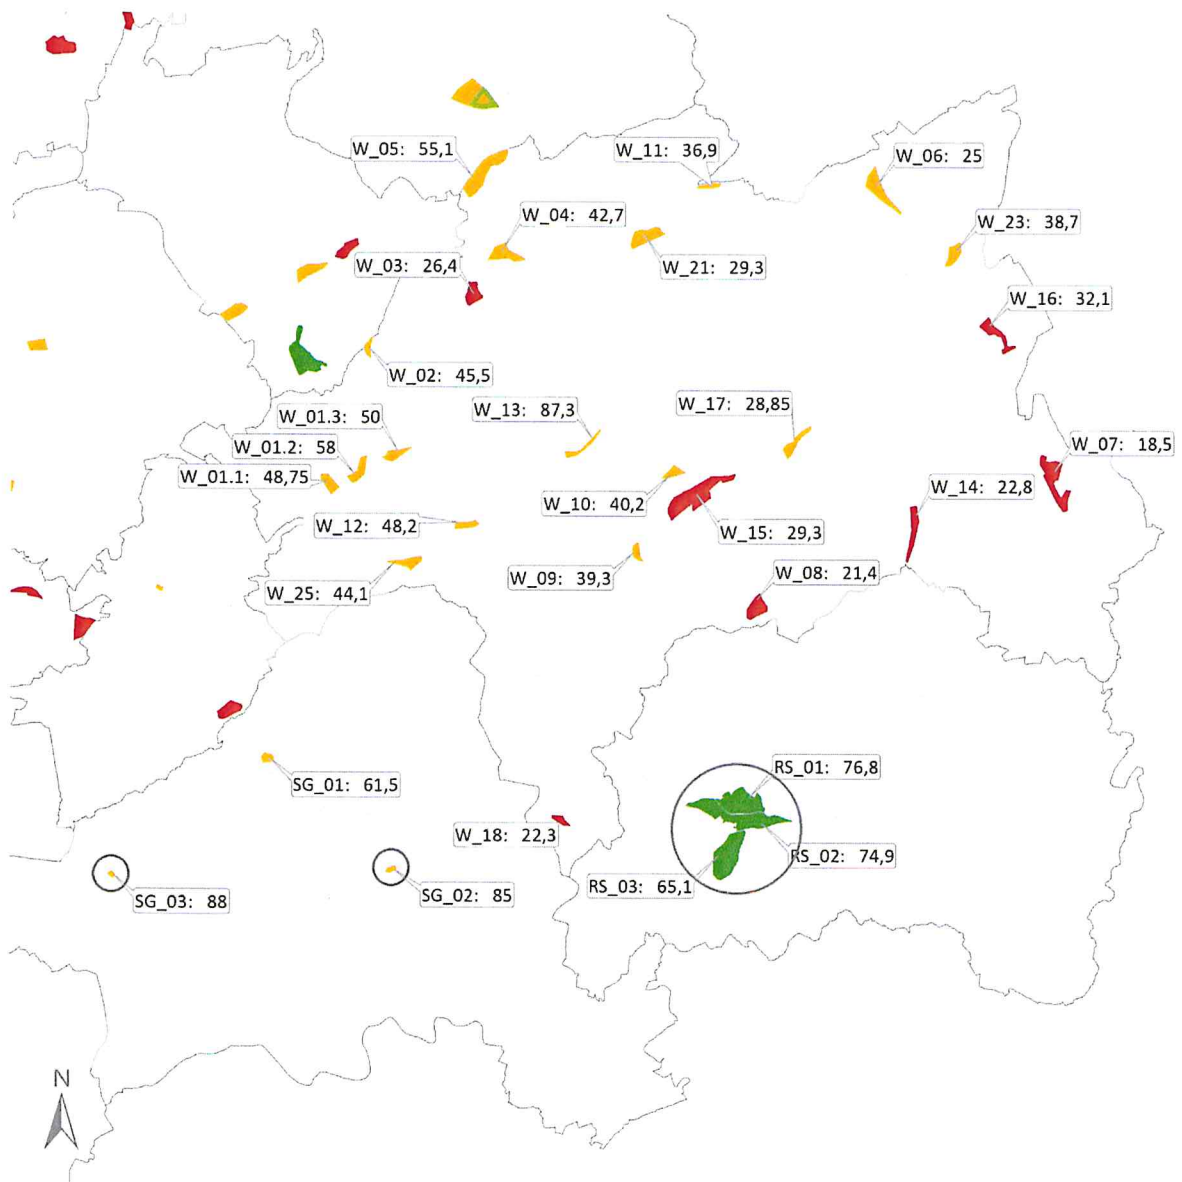 W_05: 55,1
W_11: 36,9
W_06: 25
W_04: 42,7
W_23: 38,7
W_03: 26,4
W_21: 29,3
W_16: 32,1
W_02: 45,5
W_13: 87,3
W_17: 28,85
W_01.3: 50
W_01.2: 58
W_07: 18,5
W_01.1: 48,75
W_14: 22,8
W_10: 40,2
W_12: 48,2
W_15: 29,3
W_09: 39,3
W_08: 21,4
W_25: 44,1
RS_01: 76,8
SG_01: 61,5
W_18: 22,3
RS_02: 74,9
RS_03: 65,1
SG_02: 85
SG_03: 88
N